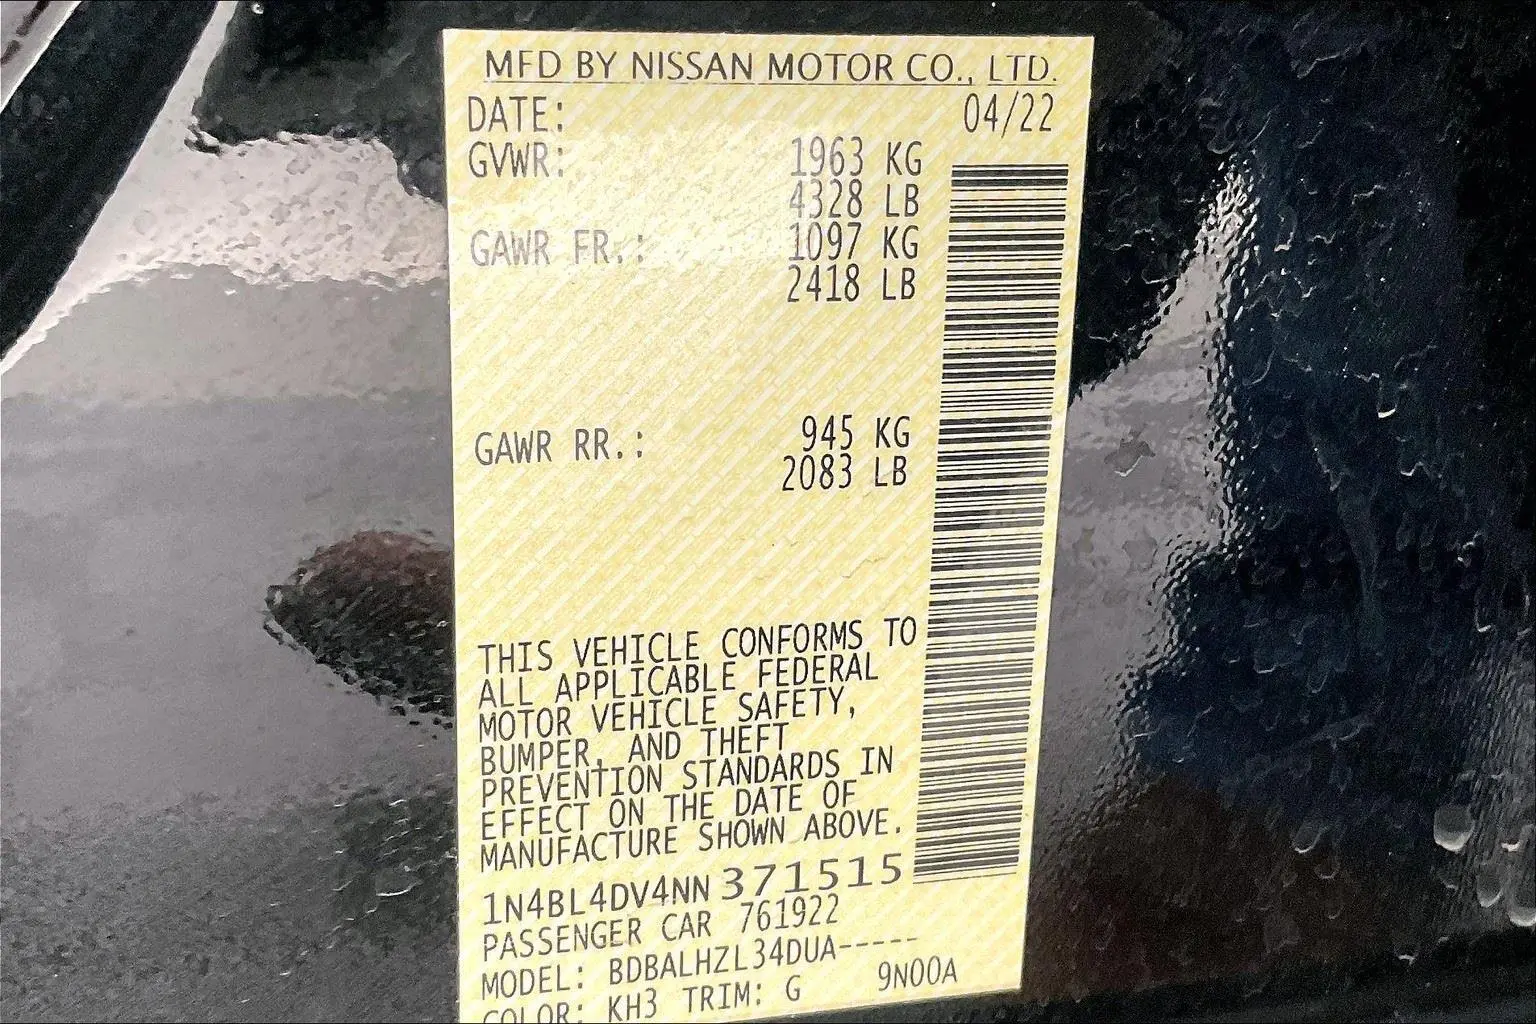 MFD BY NISSAN MOTOR CO., LTD.
DATE: 04/22
GVWR: 1963 KG
4328 LB
GAWR FR.: 1097 KG
2418 LB
GAWR RR.: 945 KG
2083 LB
THIS VEHICLE CONFORMS TO
ALL APPLICABLE FEDERAL
MOTOR VEHICLE SAFETY,
BUMPER, AND THEFT
PREVENTION STANDARDS IN
EFFECT ON THE DATE OF
MANUFACTURE SHOWN ABOVE.
1N4BL4DV4NN 371515
PASSENGER CAR 761922
MODEL: BDBALHZL34DUA-----
COLOR: KH3 TRIM: G 9N00A